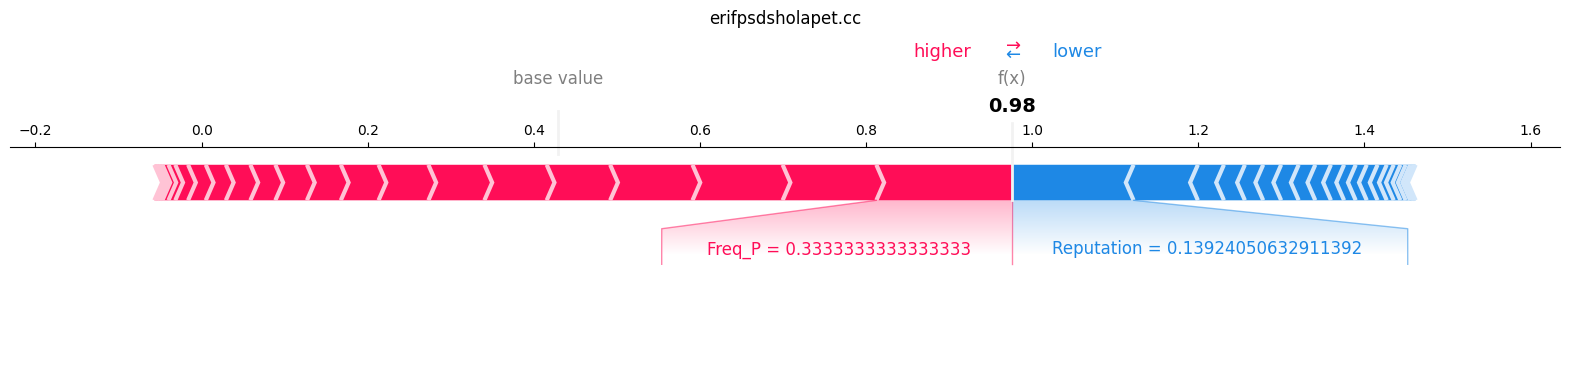 erifpsdsholapet.cc
higher ⇄ lower
base value f(x)
0.98
−0.2 0.0 0.2 0.4 0.6 0.8 1.0 1.2 1.4 1.6
Freq_P = 0.3333333333333333 Reputation = 0.13924050632911392